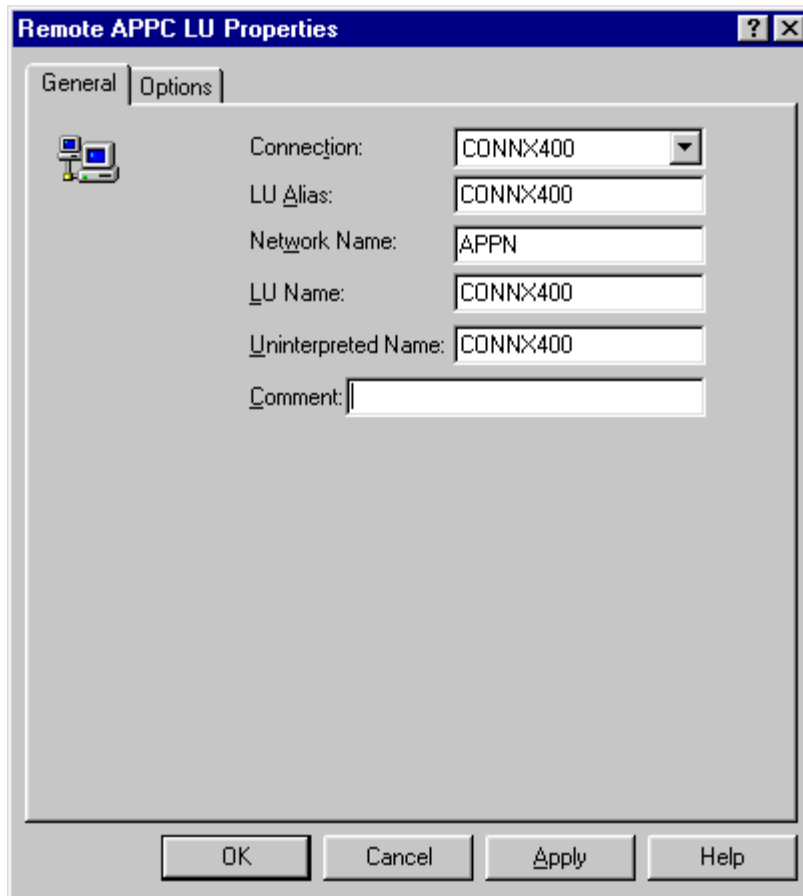 Remote APPC LU Properties
General Options
Connection: CONNX400
LU Alias: CONNX400
Network Name: APPN
LU Name: CONNX400
Uninterpreted Name: CONNX400
Comment:
OK Cancel Apply Help